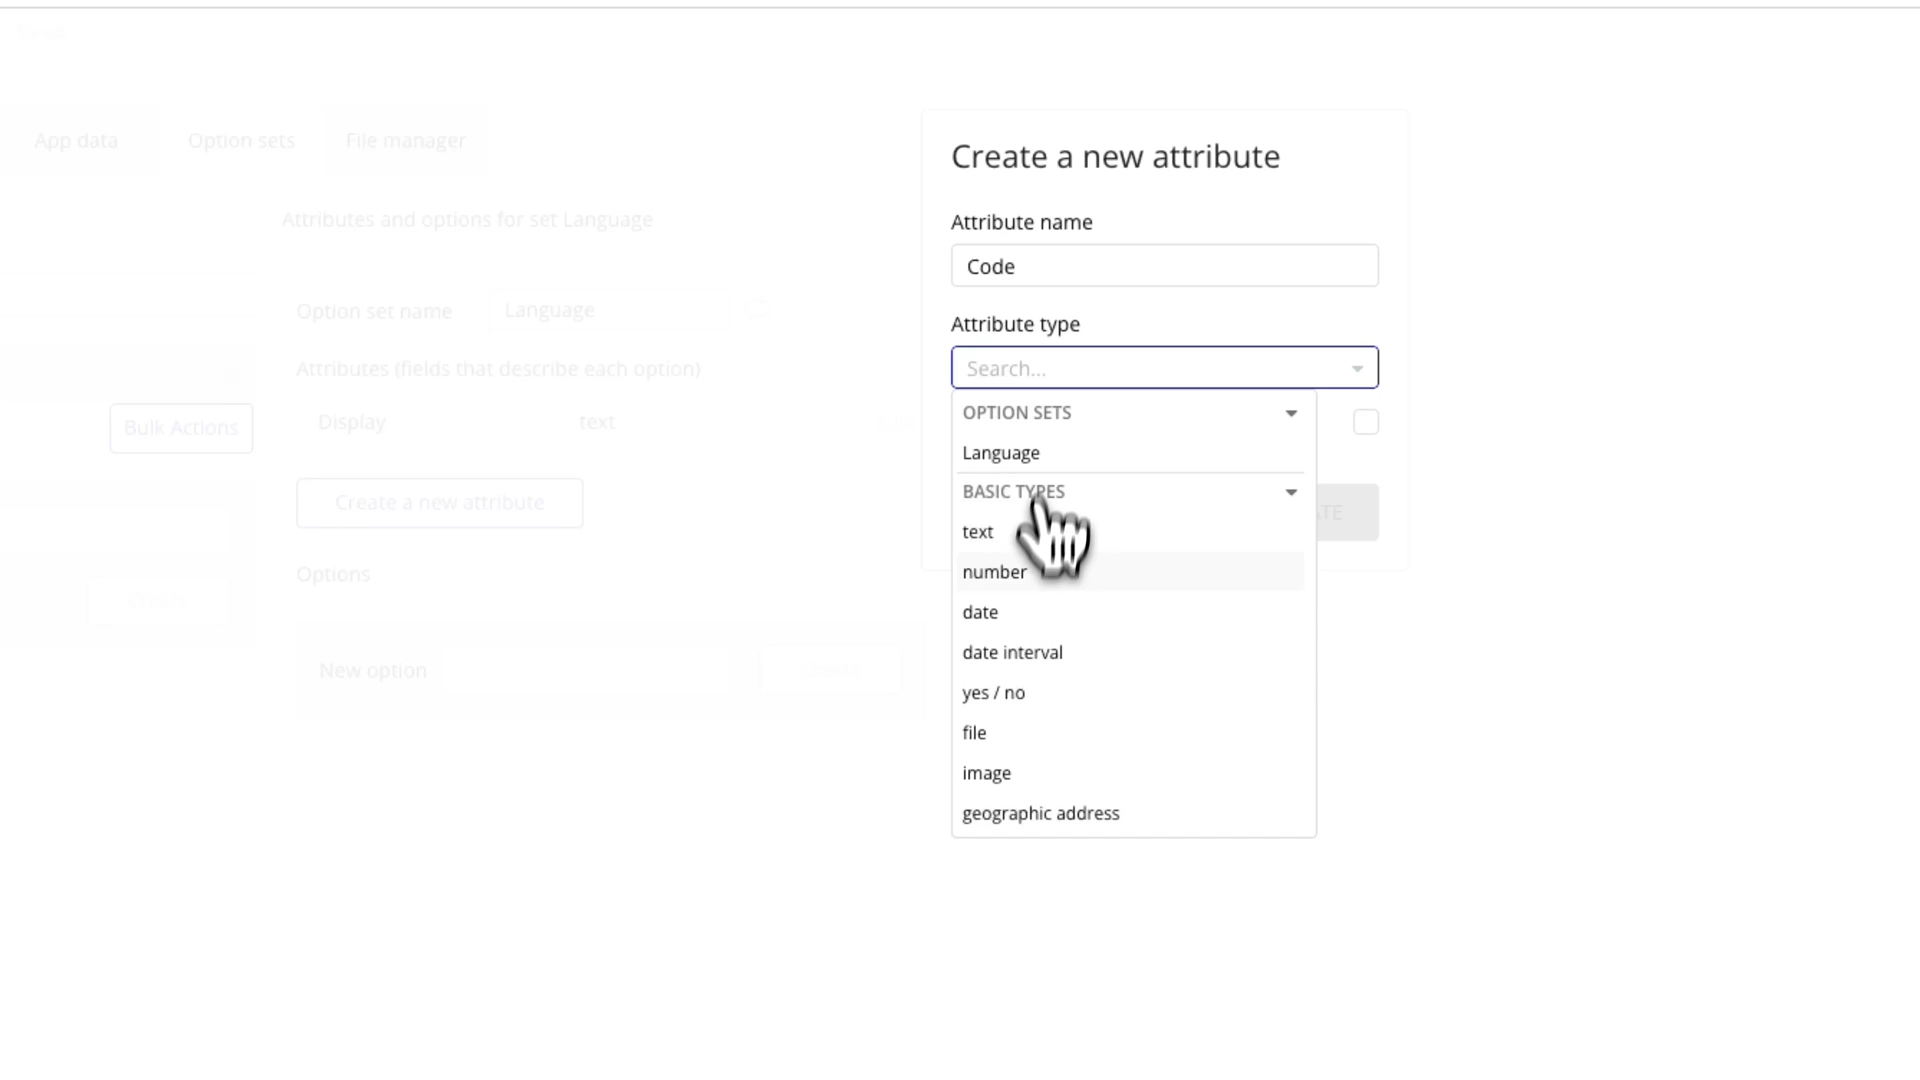 App data
Option sets
File manager
Attributes and options for set Language
Option set name
Language
Attributes (fields that describe each option)
Bulk Actions
Display
text
Create a new attribute
Options
New option
Create a new attribute
Attribute name
Code
Attribute type
Search...
OPTION SETS
Language
BASIC TYPES
text
number
date
date interval
yes / no
file
image
geographic address